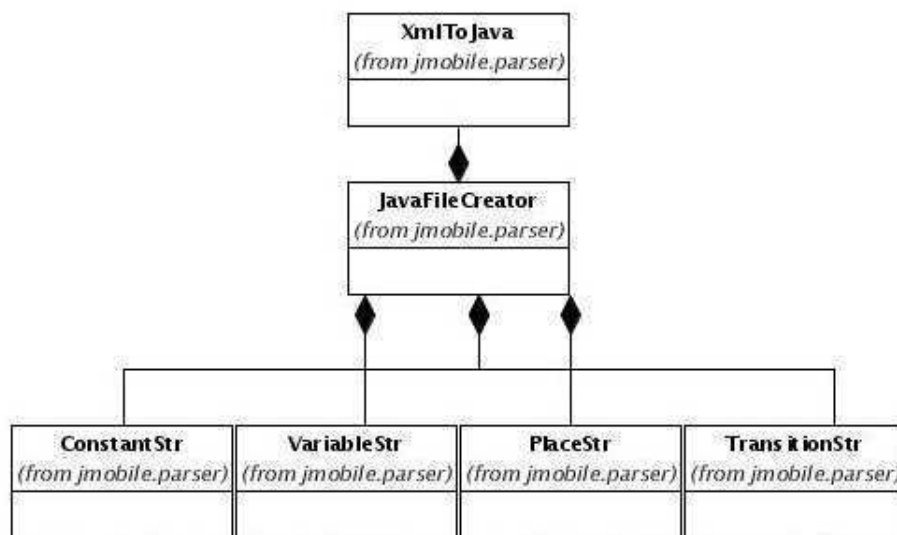 XmlToJava
(from jmobile.parser)
JavaFileCreator
(from jmobile.parser)
ConstantStr
(from jmobile.parser)
VariableStr
(from jmobile.parser)
PlaceStr
(from jmobile.parser)
TransitionStr
(from jmobile.parser)